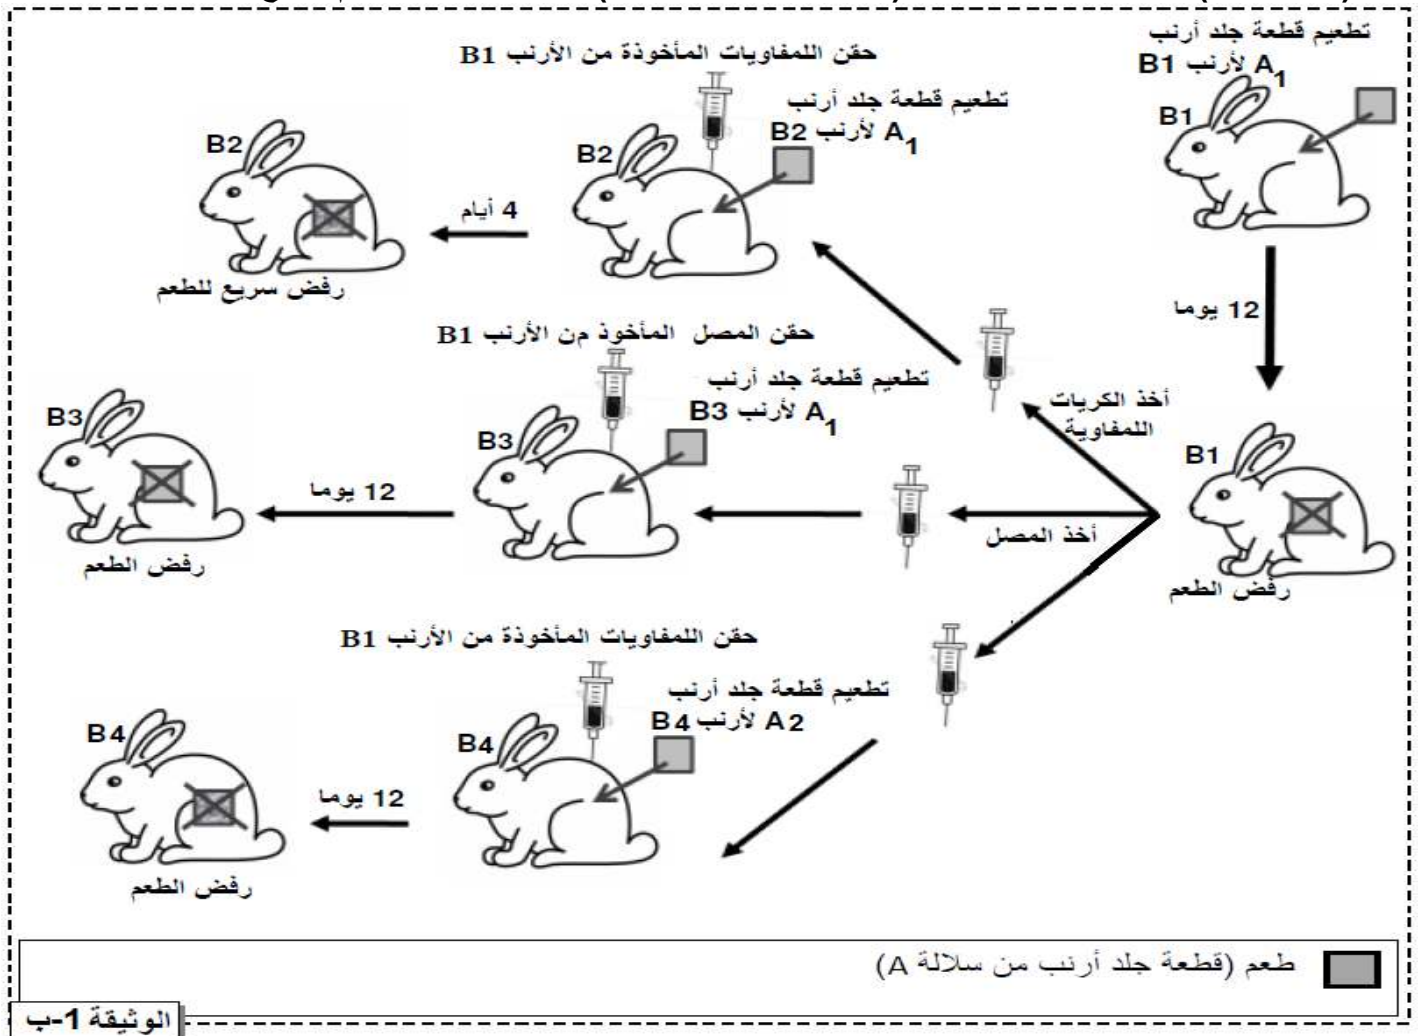 تطعيم قطعة جلد أرنب
A1 لأرنب B1
B1
12 يوما
B1
رفض الطعم
أخذ الكريات
اللمفاوية
أخذ المصل
حقن اللمفاويات المأخوذة من الأرنب B1
تطعيم قطعة جلد أرنب
A1 لأرنب B2
B2
4 أيام
B2
رفض سريع للطعم
حقن المصل المأخوذ من الأرنب B1
تطعيم قطعة جلد أرنب
A1 لأرنب B3
B3
12 يوما
B3
رفض الطعم
حقن اللمفاويات المأخوذة من الأرنب B1
تطعيم قطعة جلد أرنب
A2 لأرنب B4
B4
12 يوما
B4
رفض الطعم
طعم (قطعة جلد أرنب من سلالة A)
الوثيقة 1-ب